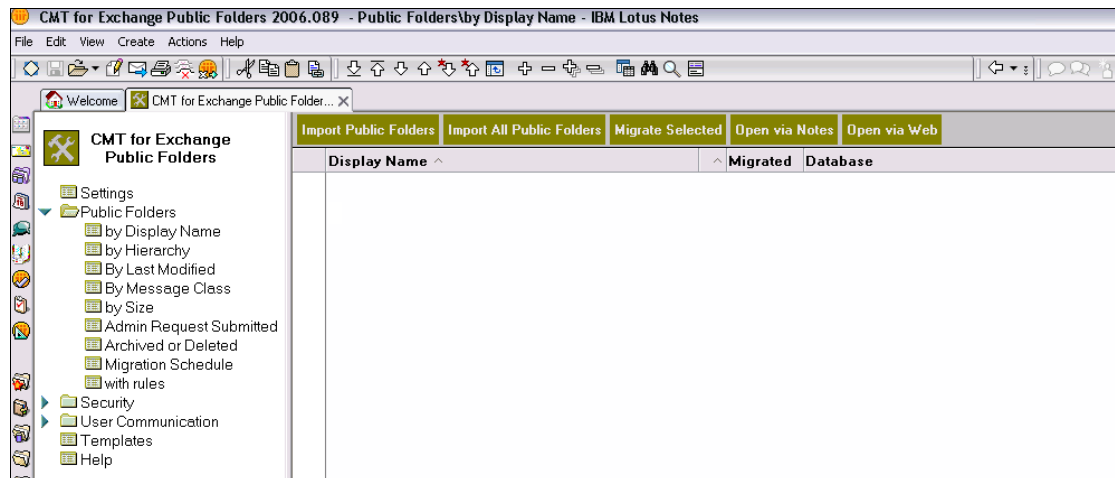 CMT for Exchange Public Folders 2006.089 - Public Folders\by Display Name - IBM Lotus Notes
File Edit View Create Actions Help
Welcome CMT for Exchange Public Folder...
CMT for Exchange Public Folders
Import Public Folders Import All Public Folders Migrate Selected Open via Notes Open via Web
Display Name Migrated Database
Settings
Public Folders
by Display Name
by Hierarchy
By Last Modified
By Message Class
by Size
Admin Request Submitted
Archived or Deleted
Migration Schedule
with rules
Security
User Communication
Templates
Help